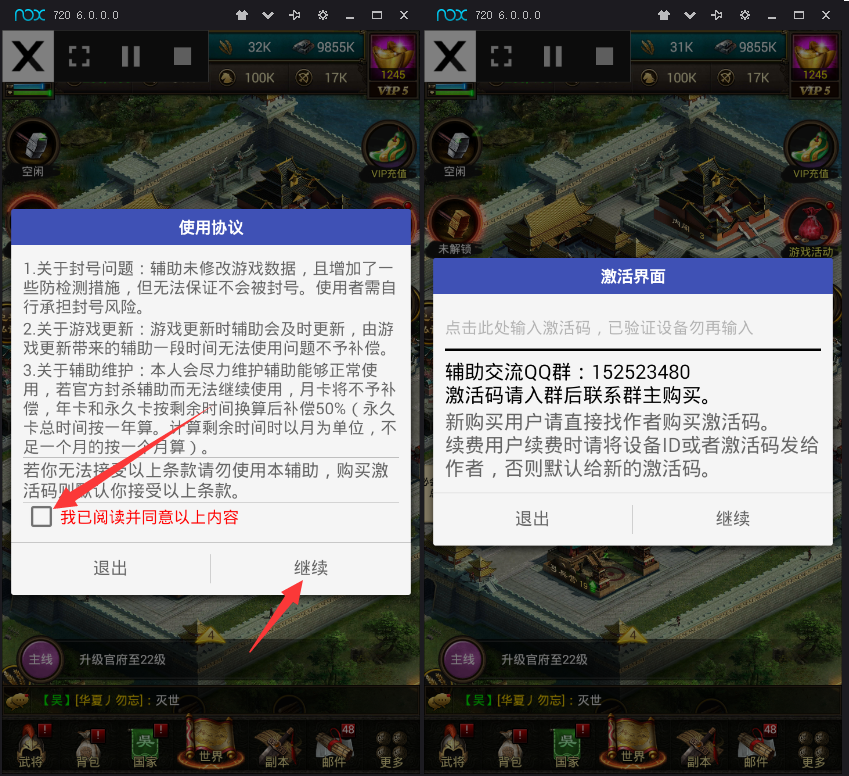 nox 720 6.0.0.0
32K 9855K
100K 17K
1245
VIP 5
空闲
VIP充值
使用协议
1.关于封号问题：辅助未修改游戏数据，且增加了一
些防检测措施，但无法保证不会被封号。使用者需自
行承担封号风险。
2.关于游戏更新：游戏更新时辅助会及时更新，由游
戏更新带来的辅助一段时间无法使用问题不予补偿。
3.关于辅助维护：本人会尽力维护辅助能够正常使
用，若官方封杀辅助而无法继续使用，月卡将不予补
偿，年卡和永久卡按剩余时间换算后补偿50%（永久
卡总时间按一年算。计算剩余时间时以月为单位，不
足一个月的按一个月算）。
若你无法接受以上条款请勿使用本辅助，购买激
活码则默认你接受以上条款。
我已阅读并同意以上内容
退出 继续
4
主线 升级官府至22级
【吴】[华夏丿勿忘]：灭世
吳 48
武将 背包 国家 世界 副本 邮件 更多
nox 720 6.0.0.0
31K 9855K
100K 17K
1245
VIP 5
空闲
VIP充值
内阁 3
未解锁
游戏活动
激活界面
点击此处输入激活码，已验证设备勿再输入
辅助交流QQ群：152523480
激活码请入群后联系群主购买。
新购买用户请直接找作者购买激活码。
续费用户续费时请将设备ID或者激活码发给
作者，否则默认给新的激活码。
退出 继续
4
主线 升级官府至22级
【吴】[华夏丿勿忘]：灭世
吳 48
武将 背包 国家 世界 副本 邮件 更多